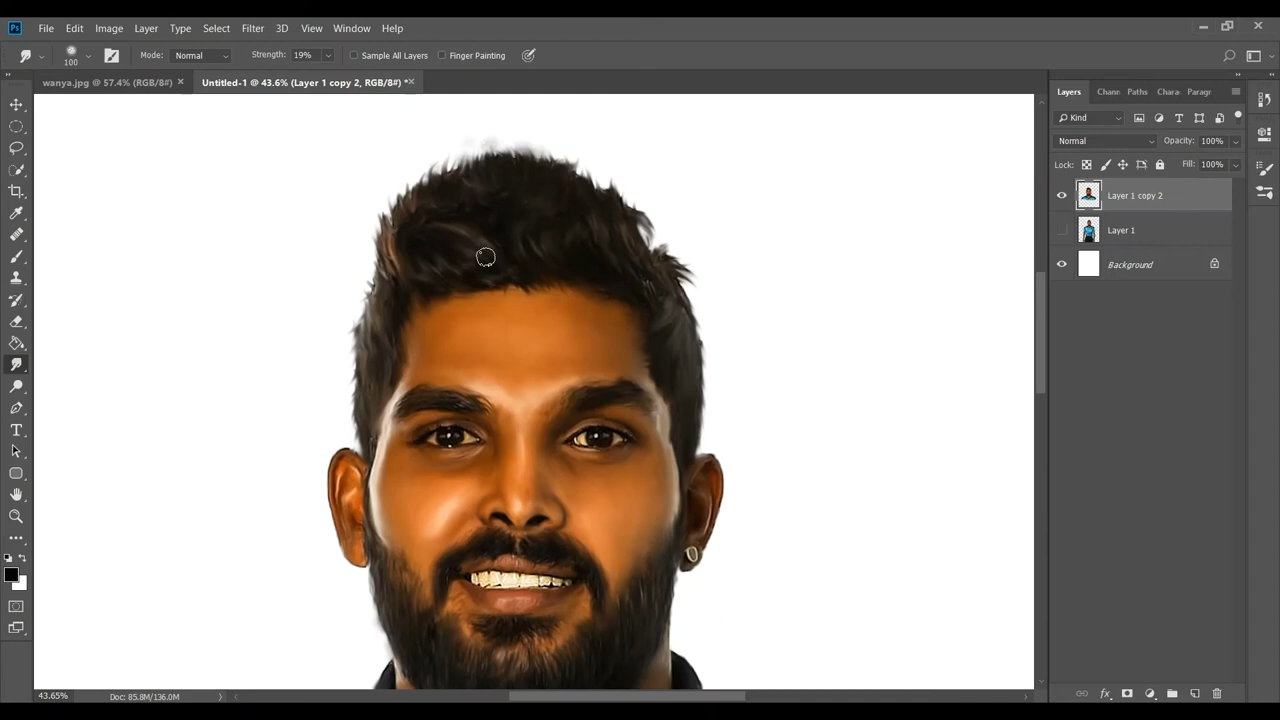 Ps File Edit Image Layer Type Select Filter 3D View Window Help
100 Mode: Normal Strength: 19% Sample All Layers Finger Painting
wanya.jpg @ 57.4% (RGB/8#) × Untitled-1 @ 43.6% (Layer 1 copy 2, RGB/8#) * ×
Layers Chann Paths Chara Paragr
Kind
Normal Opacity: 100%
Lock: Fill: 100%
Layer 1 copy 2
Layer 1
Background
43.65% Doc: 85.8M/136.0M